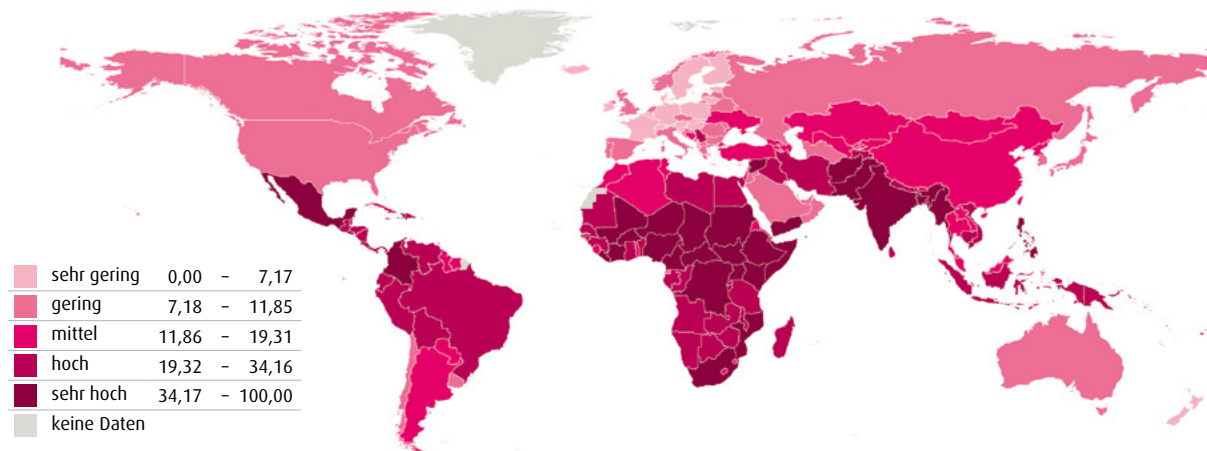 sehr gering 0,00 – 7,17
gering 7,18 – 11,85
mittel 11,86 – 19,31
hoch 19,32 – 34,16
sehr hoch 34,17 – 100,00
keine Daten